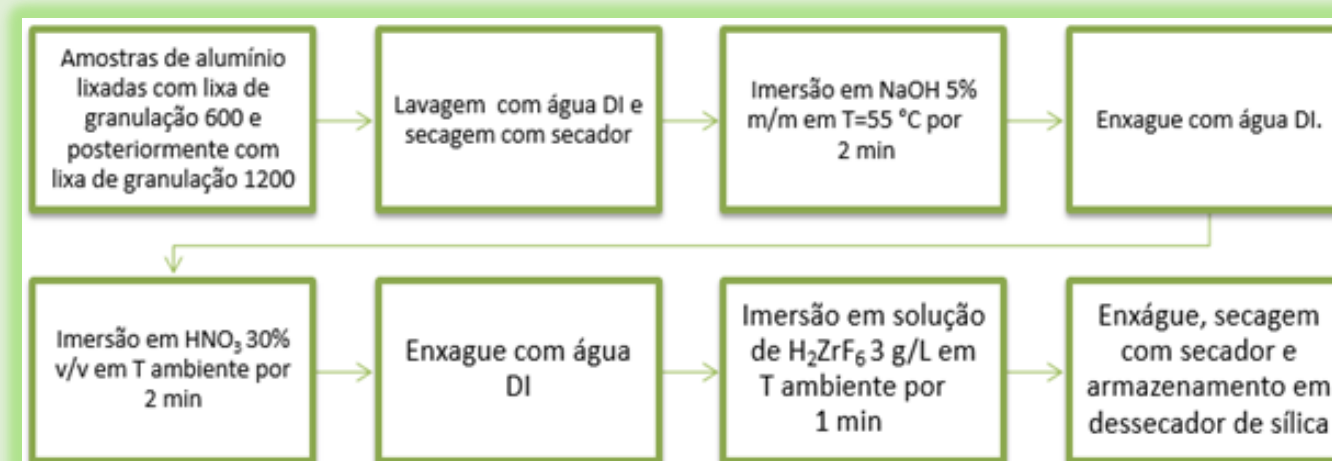 Amostras de alumínio
lixadas com lixa de
granulação 600 e
posteriormente com
lixa de granulação 1200
Lavagem com água DI e
secagem com secador
Imersão em NaOH 5%
m/m em T=55 °C por
2 min
Enxague com água DI.
Imersão em HNO₃ 30%
v/v em T ambiente por
2 min
Enxague com água
DI
Imersão em solução
de H₂ZrF₆ 3 g/L em
T ambiente por
1 min
Enxágue, secagem
com secador e
armazenamento em
dessecador de sílica